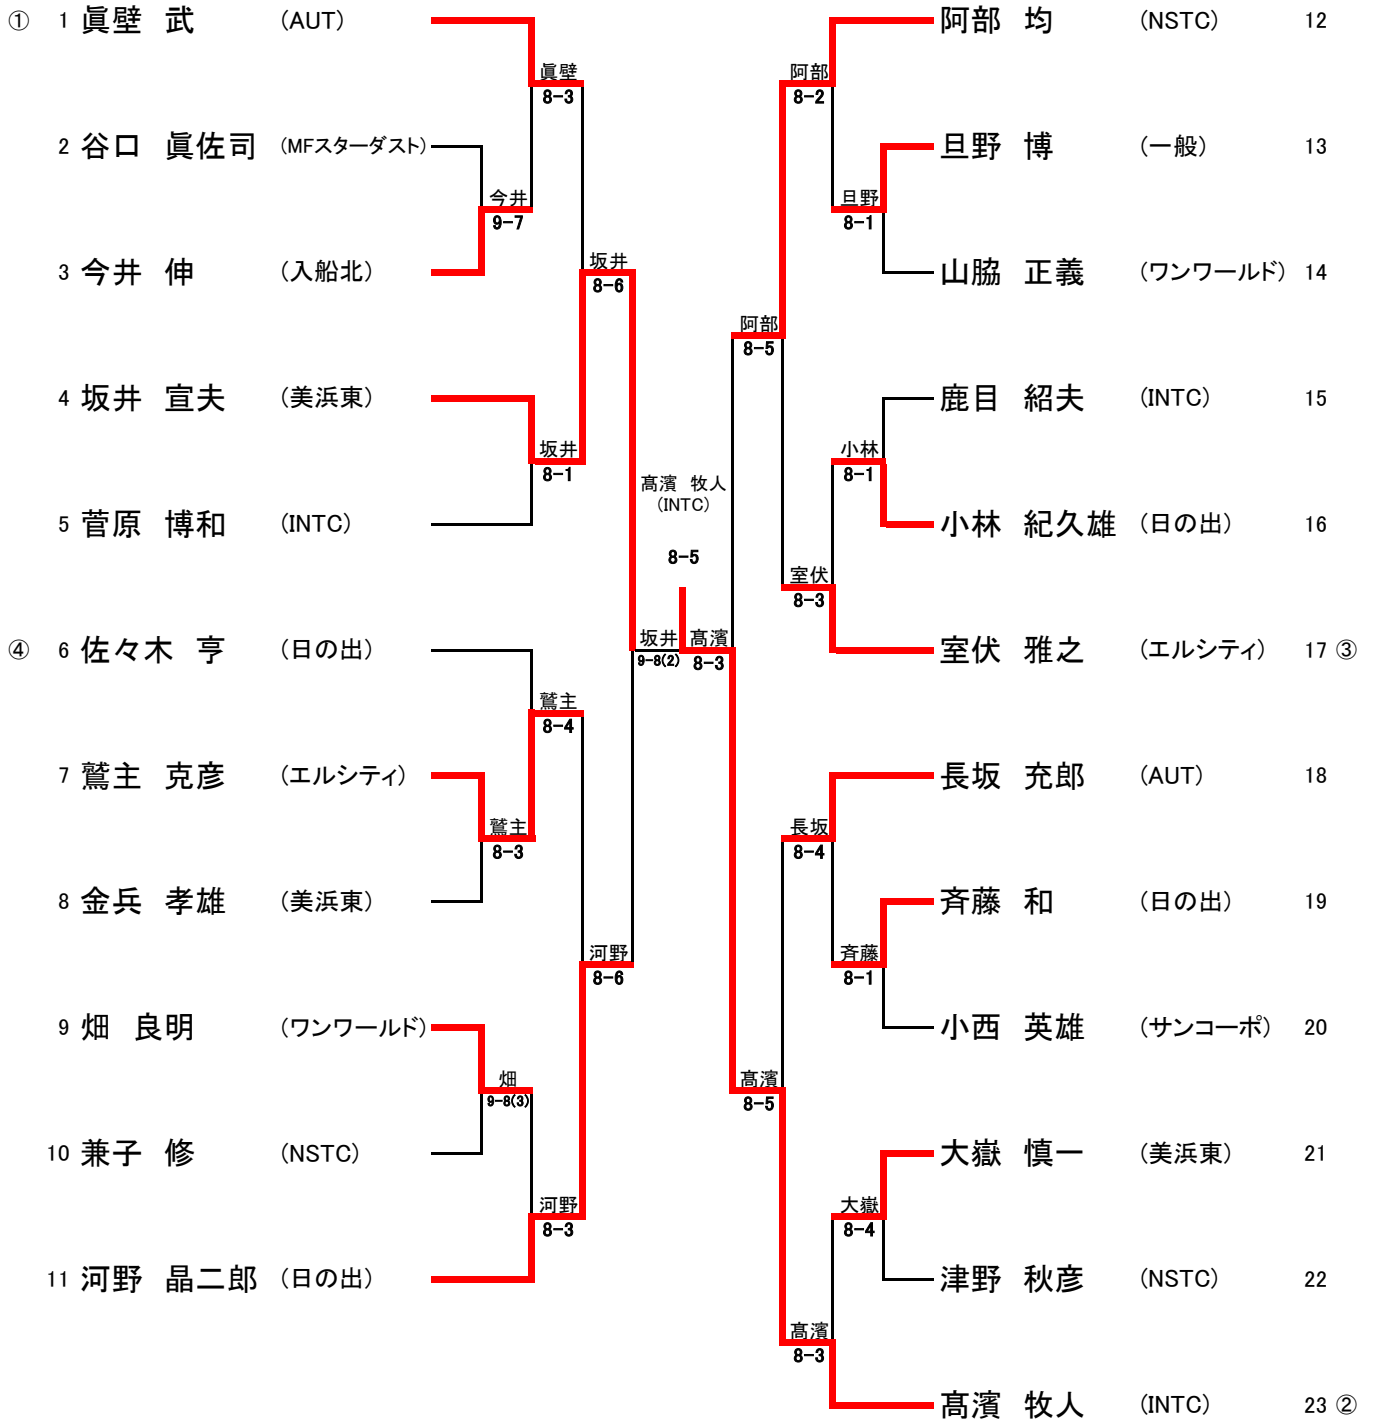 ① 1 眞壁 武 (AUT)
眞壁
8-3
2 谷口 眞佐司 (MFスターダスト)
今井
9-7
3 今井 伸 (入船北)
坂井
8-6
4 坂井 宣夫 (美浜東)
坂井
8-1
5 菅原 博和 (INTC)
④ 6 佐々木 亨 (日の出)
鷲主
8-4
7 鷲主 克彦 (エルシティ)
鷲主
8-3
8 金兵 孝雄 (美浜東)
河野
8-6
9 畑 良明 (ワンワールド)
畑
9-8(3)
10 兼子 修 (NSTC)
河野
8-3
11 河野 晶二郎 (日の出)
髙濱 牧人
(INTC)
8-5
坂井
9-8(2)
髙濱
8-3
阿部 均 (NSTC) 12
阿部
8-2
旦野 博 (一般) 13
旦野
8-1
山脇 正義 (ワンワールド) 14
阿部
8-5
鹿目 紹夫 (INTC) 15
小林
8-1
小林 紀久雄 (日の出) 16
室伏
8-3
室伏 雅之 (エルシティ) 17 ③
長坂 充郎 (AUT) 18
長坂
8-4
斉藤 和 (日の出) 19
斉藤
8-1
小西 英雄 (サンコーポ) 20
髙濱
8-5
大嶽 慎一 (美浜東) 21
大嶽
8-4
津野 秋彦 (NSTC) 22
髙濱
8-3
髙濱 牧人 (INTC) 23 ②